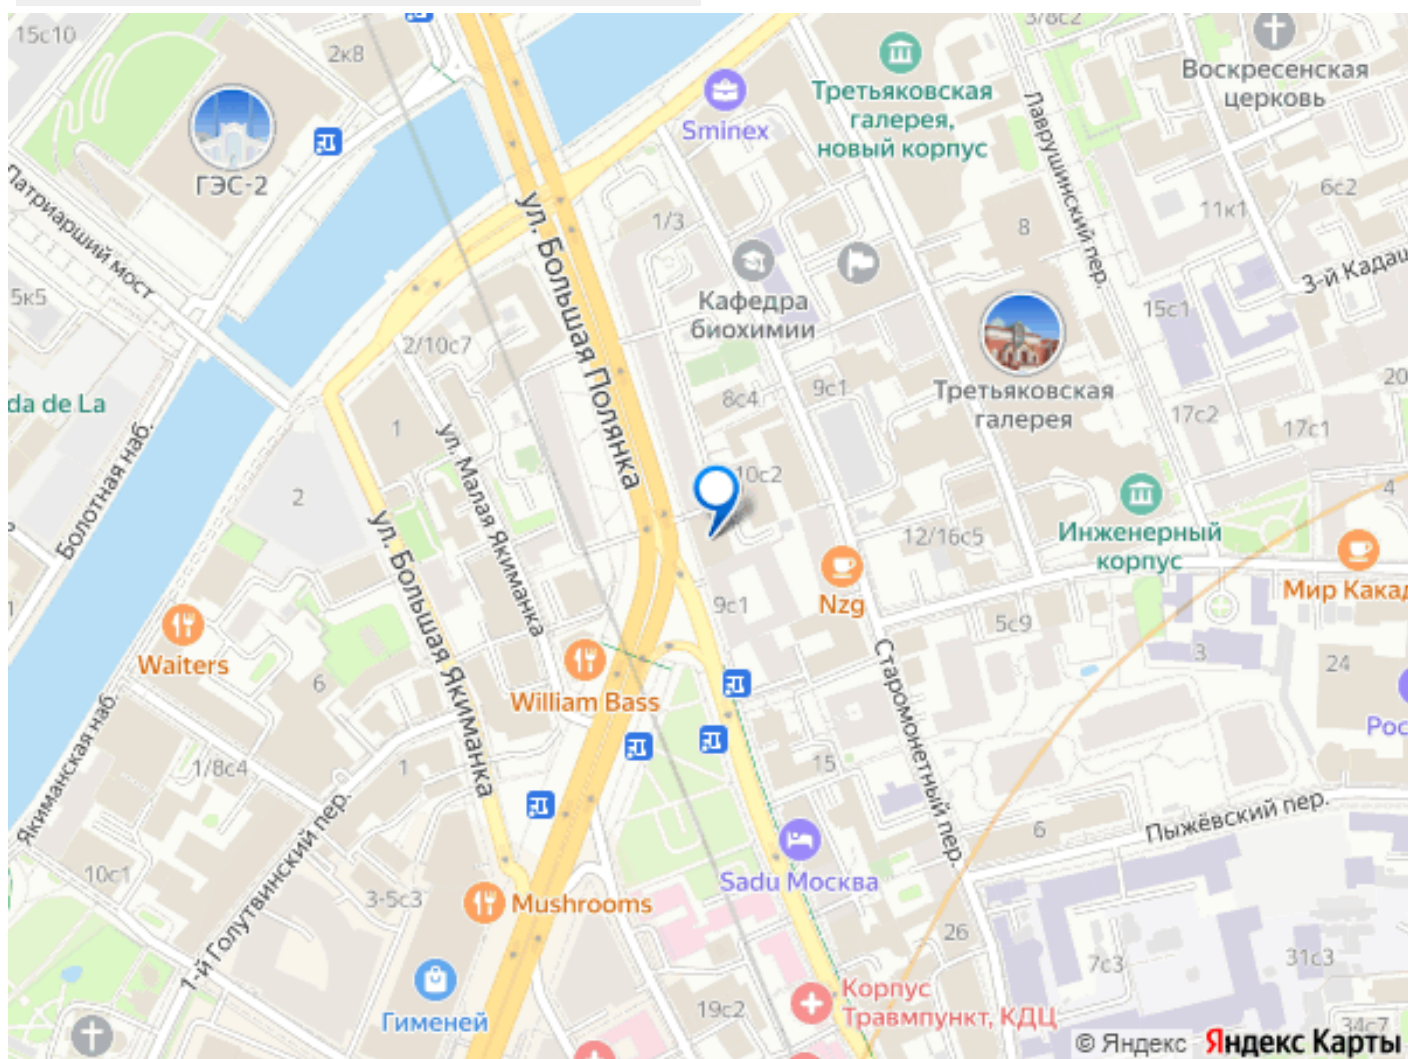 15с10
2к8
3/8с2
Воскресенская
церковь
Третьяковская
галерея,
новый корпус
Sminex
Лаврушинский пер.
ГЭС-2
Патриарший мост
6с2
11к1
1/3
8
ул. Большая Полянка
3-й Кадаш
5к5
Кафедра
биохимии
15с1
2/10с7
Третьяковская
галерея
9с1
8с4
20
da de La
17с2
17с1
1
ул. Малая Якиманка
Болотная наб.
10с2
2
4
ул. Большая Якиманка
Инженерный
корпус
12/16с5
Мир Какад
Nzg
9с1
5с9
1
Waiters
3
24
6
William Bass
Старомонетный пер.
Якиманская наб.
Рос
1/8с4
1
15
Пыжёвский пер.
6
10с1
1-й Голутвинский пер.
3-5с3
Sadu Москва
Mushrooms
26
7с3
31с3
Гименей
19с2
Корпус
Травмпункт, КДЦ
34с7
© Яндекс Яндекс Карты